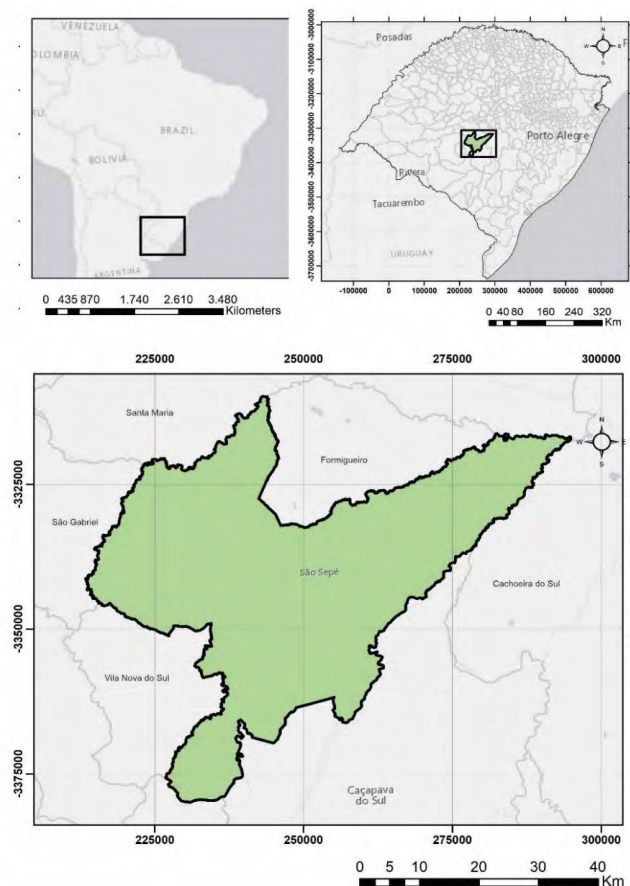 VENEZUELA
OLOMBIA
RU
BRAZIL
BOLIVIA
ARGENTINA
0 435 870 1.740 2.610 3.480
Kilometers
-3000000
-3100000
-3200000
-3300000
-3400000
-3500000
-3600000
-3700000
Posadas
N
W E
S
F
Porto Alegre
Rivera
Tacuarembo
URUGUAY
-100000 0 100000 200000 300000 400000 500000 600000
0 40 80 160 240 320
Km
225000 250000 275000 300000
Santa Maria
N
W E
S
Formigueiro
-3325000
São Gabriel
São Sepé
Cachoeira do Sul
-3350000
Vila Nova do Sul
-3375000
Caçapava
do Sul
225000 250000 275000 300000
0 5 10 20 30 40
Km